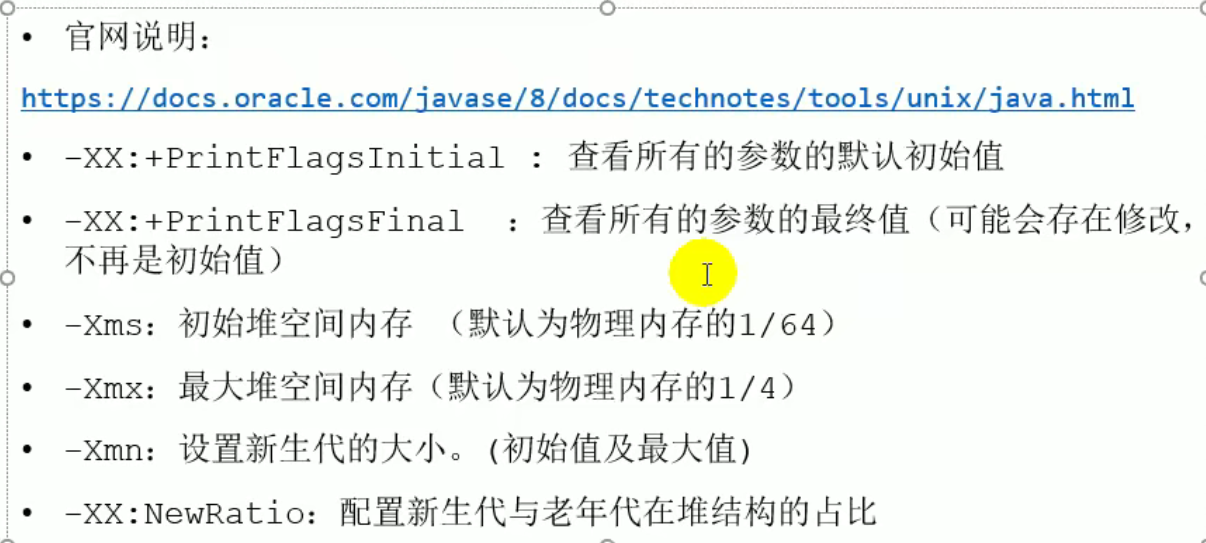 • 官网说明：
https://docs.oracle.com/javase/8/docs/technotes/tools/unix/java.html
• -XX:+PrintFlagsInitial : 查看所有的参数的默认初始值
• -XX:+PrintFlagsFinal ：查看所有的参数的最终值（可能会存在修改，
不再是初始值）
• -Xms：初始堆空间内存 （默认为物理内存的1/64）
• -Xmx：最大堆空间内存（默认为物理内存的1/4）
• -Xmn：设置新生代的大小。(初始值及最大值)
• -XX:NewRatio：配置新生代与老年代在堆结构的占比